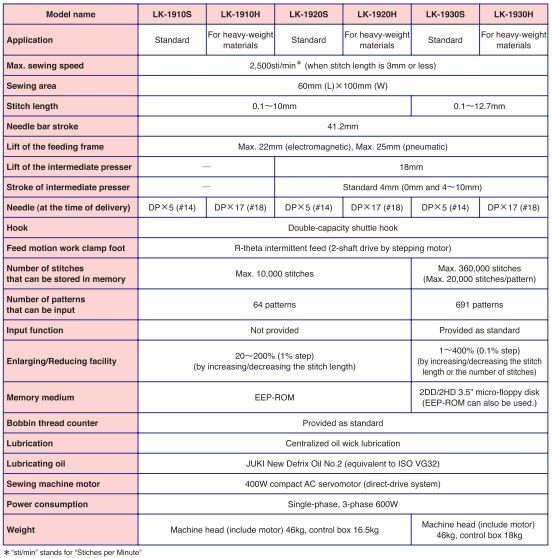 Model name LK-1910S LK-1910H LK-1920S LK-1920H LK-1930S LK-1930H
Application Standard For heavy-weight materials Standard For heavy-weight materials Standard For heavy-weight materials
Max. sewing speed 2,500sti/min* (when stitch length is 3mm or less)
Sewing area 60mm (L)×100mm (W)
Stitch length 0.1～10mm 0.1～12.7mm
Needle bar stroke 41.2mm
Lift of the feeding frame Max. 22mm (electromagnetic), Max. 25mm (pneumatic)
Lift of the intermediate presser — 18mm
Stroke of intermediate presser — Standard 4mm (0mm and 4～10mm)
Needle (at the time of delivery) DP×5 (#14) DP×17 (#18) DP×5 (#14) DP×17 (#18) DP×5 (#14) DP×17 (#18)
Hook Double-capacity shuttle hook
Feed motion work clamp foot R-theta intermittent feed (2-shaft drive by stepping motor)
Number of stitches
that can be stored in memory Max. 10,000 stitches Max. 360,000 stitches
(Max. 20,000 stitches/pattern)
Number of patterns
that can be input 64 patterns 691 patterns
Input function Not provided Provided as standard
Enlarging/Reducing facility 20～200% (1% step)
(by increasing/decreasing the stitch length) 1～400% (0.1% step)
(by increasing/decreasing the stitch
length or the number of stitches)
Memory medium EEP-ROM 2DD/2HD 3.5" micro-floppy disk
(EEP-ROM can also be used.)
Bobbin thread counter Provided as standard
Lubrication Centralized oil wick lubrication
Lubricating oil JUKI New Defrix Oil No.2 (equivalent to ISO VG32)
Sewing machine motor 400W compact AC servomotor (direct-drive system)
Power consumption Single-phase, 3-phase 600W
Weight Machine head (include motor) 46kg, control box 16.5kg Machine head (include motor)
46kg, control box 18kg
* "sti/min" stands for "Stiches per Minute"